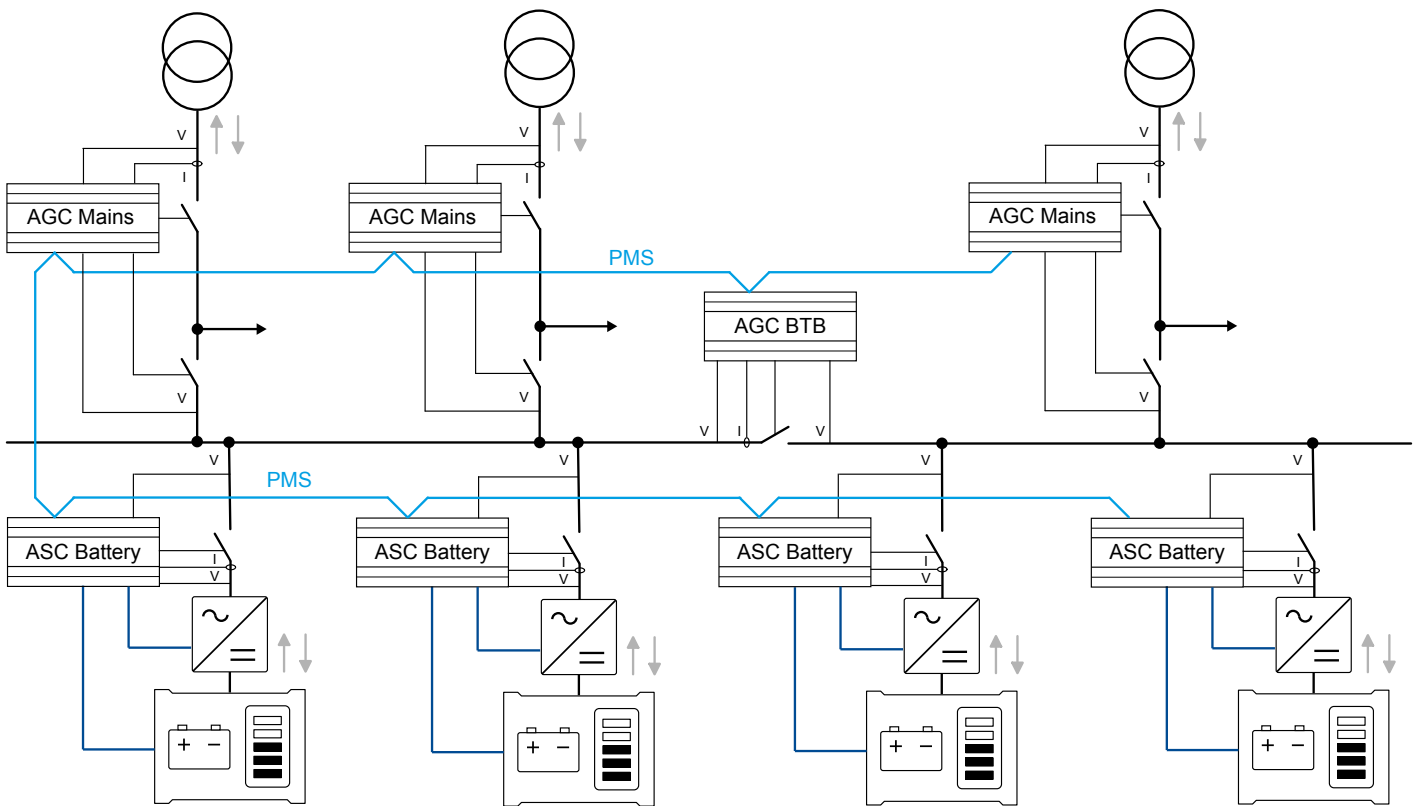 V
V
V
I
I
I
AGC Mains
AGC Mains
AGC Mains
PMS
AGC BTB
V
V
V
V
I
V
V
V
V
V
PMS
ASC Battery
ASC Battery
ASC Battery
ASC Battery
I
I
I
I
V
V
V
V
+ −
+ −
+ −
+ −